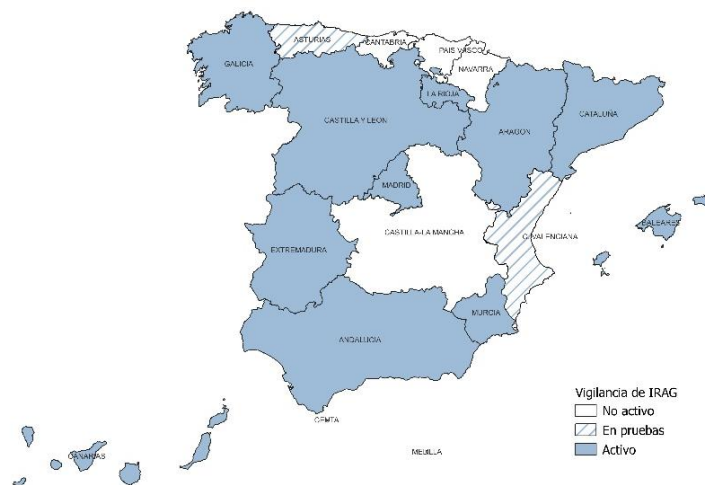 ASTURIAS
CANTABRIA
PAIS VASCO
GALICIA
NAVARRA
LA RIOJA
CASTILLA Y LEON
ARAGON
CATALUÑA
MADRID
BALEARES
CASTILLA-LA MANCHA
C. VALENCIANA
EXTREMADURA
MURCIA
ANDALUCIA
Vigilancia de IRAG
No activo
En pruebas
Activo
CEUTA
MELILLA
CANARIAS